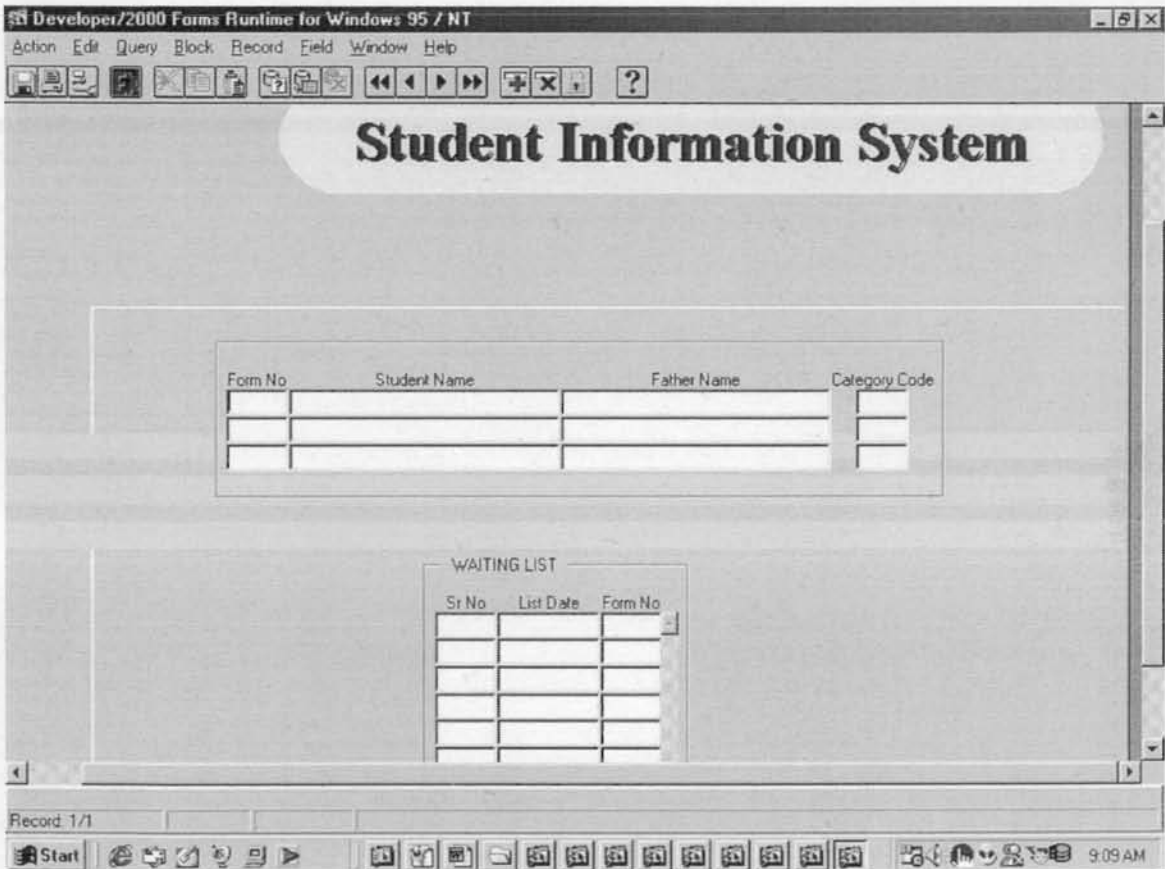 Developer/2000 Forms Runtime for Windows 95 / NT
Action Edit Query Block Record Field Window Help
Student Information System
Form No Student Name Father Name Category Code
WAITING LIST
Sr No List Date Form No
Record: 1/1
Start 9:09 AM